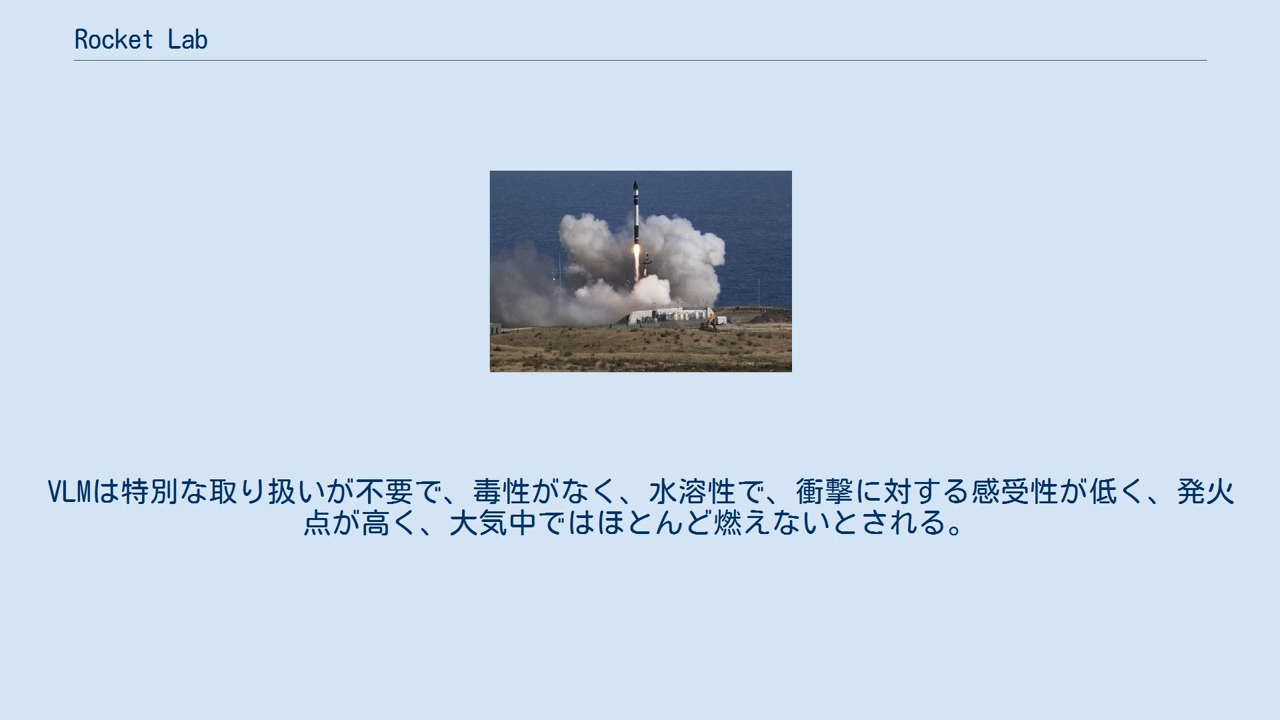 Rocket Lab
VLMは特別な取り扱いが不要で、毒性がなく、水溶性で、衝撃に対する感受性が低く、発火
点が高く、大気中ではほとんど燃えないとされる。